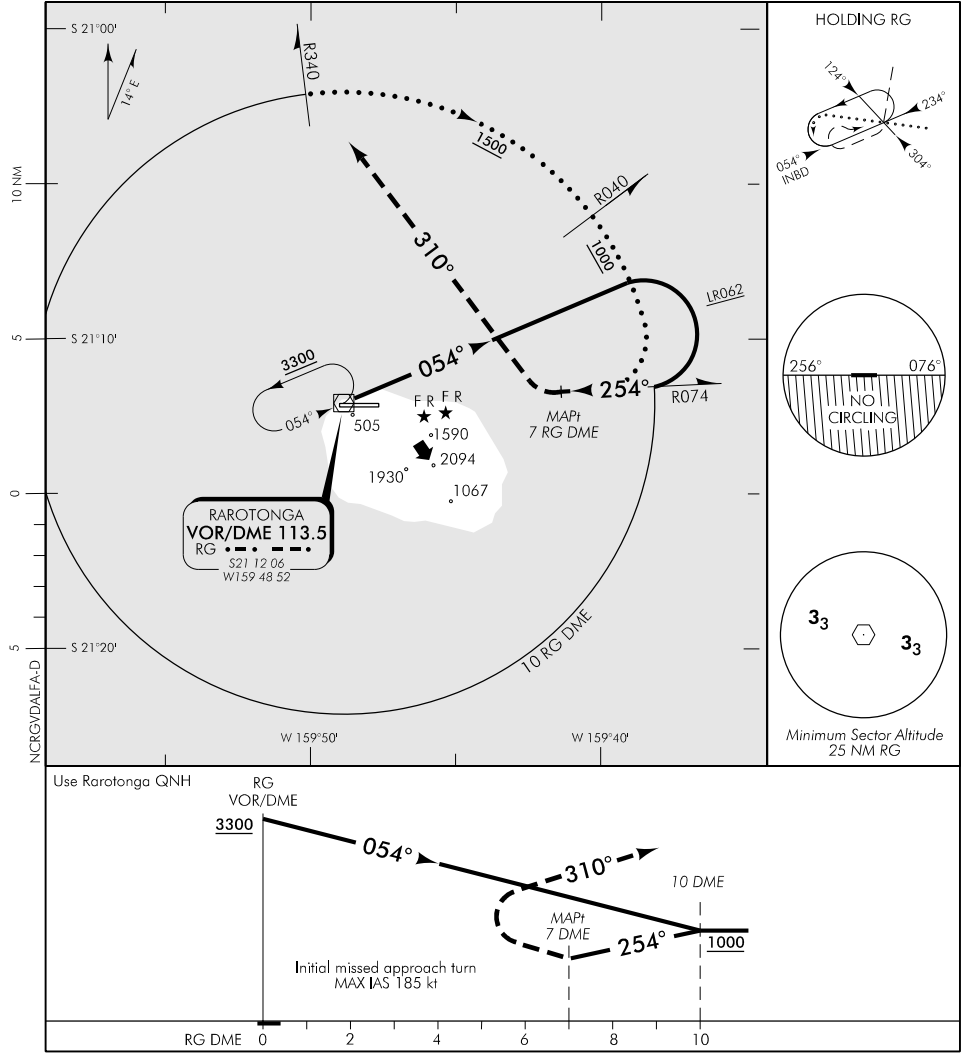 S 21°00'
14° E
R340
1500
10 NM
R040
1000
310°
5
S 21°10'
LR062
054°
3300
254°
R074
054°
F R F R
MAPt
7 RG DME
505
1590
2094
1930
1067
0
RAROTONGA
VOR/DME 113.5
RG
S21 12 06
W159 48 52
5
S 21°20'
10 RG DME
NCRGVDALFA-D
W 159°50'
W 159°40'
HOLDING RG
124°
234°
054°
INBD
304°
256°
076°
NO
CIRCLING
3₃
3₃
Minimum Sector Altitude
25 NM RG
Use Rarotonga QNH
RG
VOR/DME
3300
054°
310°
10 DME
MAPt
7 DME
254°
1000
Initial missed approach turn
MAX IAS 185 kt
RG DME 0 2 4 6 8 10